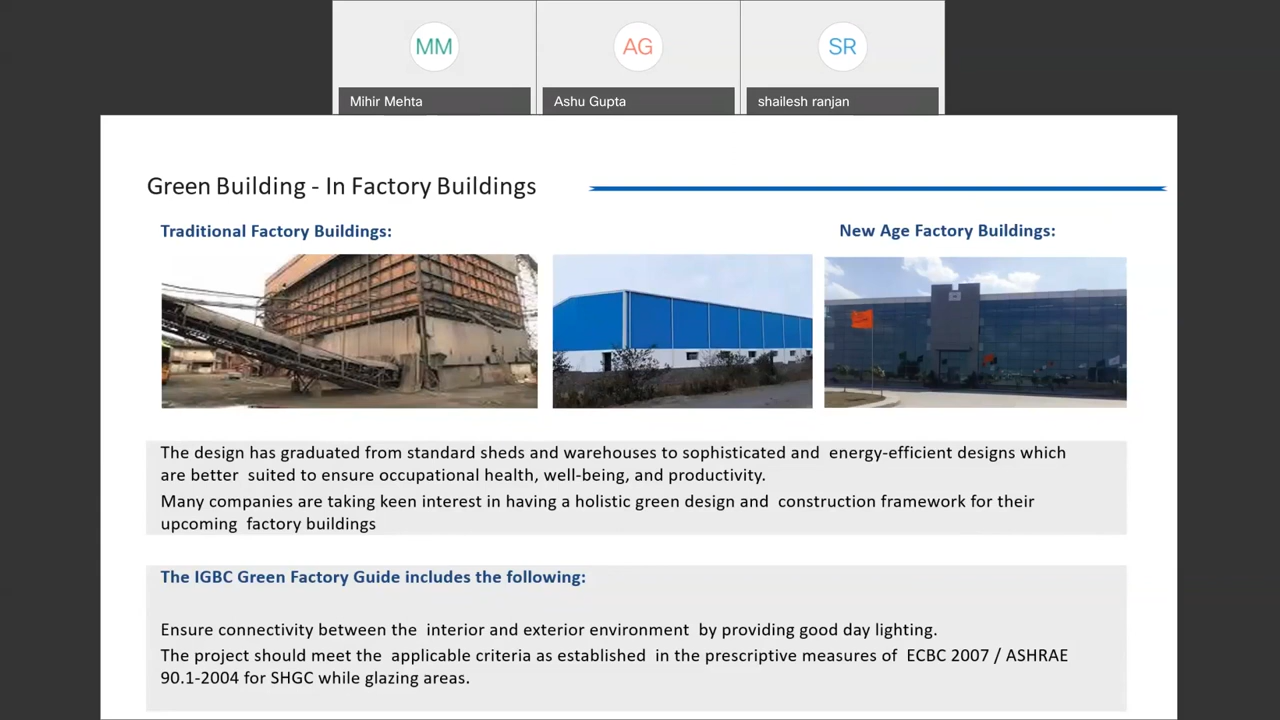 MM
AG
SR
Mihir Mehta
Ashu Gupta
shailesh ranjan
Green Building - In Factory Buildings
Traditional Factory Buildings:
New Age Factory Buildings:
The design has graduated from standard sheds and warehouses to sophisticated and energy-efficient designs which
are better suited to ensure occupational health, well-being, and productivity.
Many companies are taking keen interest in having a holistic green design and construction framework for their
upcoming factory buildings
The IGBC Green Factory Guide includes the following:
Ensure connectivity between the interior and exterior environment by providing good day lighting.
The project should meet the applicable criteria as established in the prescriptive measures of ECBC 2007 / ASHRAE
90.1-2004 for SHGC while glazing areas.